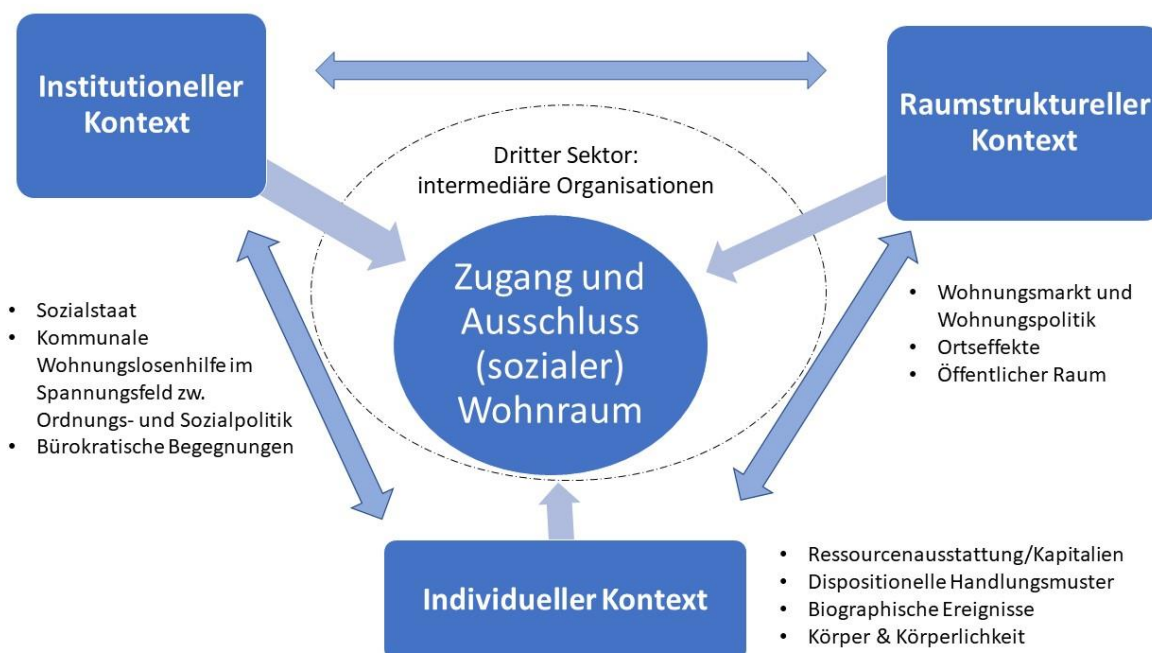 Institutioneller
Kontext
Raumstruktureller
Kontext
Dritter Sektor:
intermediäre Organisationen
Zugang und
Ausschluss
(sozialer)
Wohnraum
• Sozialstaat
• Kommunale
Wohnungslosenhilfe im
Spannungsfeld zw.
Ordnungs- und Sozialpolitik
• Bürokratische Begegnungen
• Wohnungsmarkt und
Wohnungspolitik
• Ortseffekte
• Öffentlicher Raum
Individueller Kontext
• Ressourcenausstattung/Kapitalien
• Dispositionelle Handlungsmuster
• Biographische Ereignisse
• Körper & Körperlichkeit